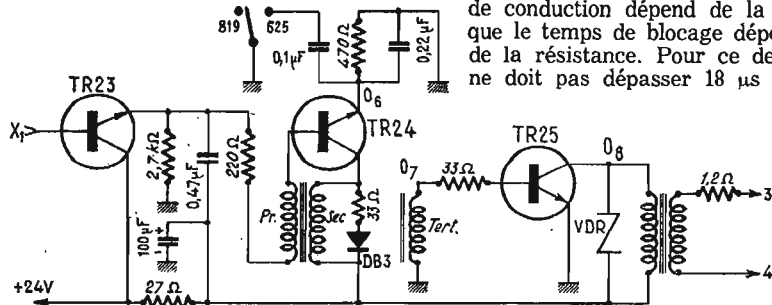 de conduction dépend de la
que le temps de blocage dépe
de la résistance. Pour ce de
ne doit pas dépasser 18 µs
819
625
0,1µF
470Ω
0,22µF
TR23
O6
TR24
X1
2,7kΩ
0,47µF
220Ω
TR25
O7
33Ω
O8
1,2Ω
3
100µF
Pr.
Sec
33Ω
Tert.
VDR
DB3
4
+24V
27Ω